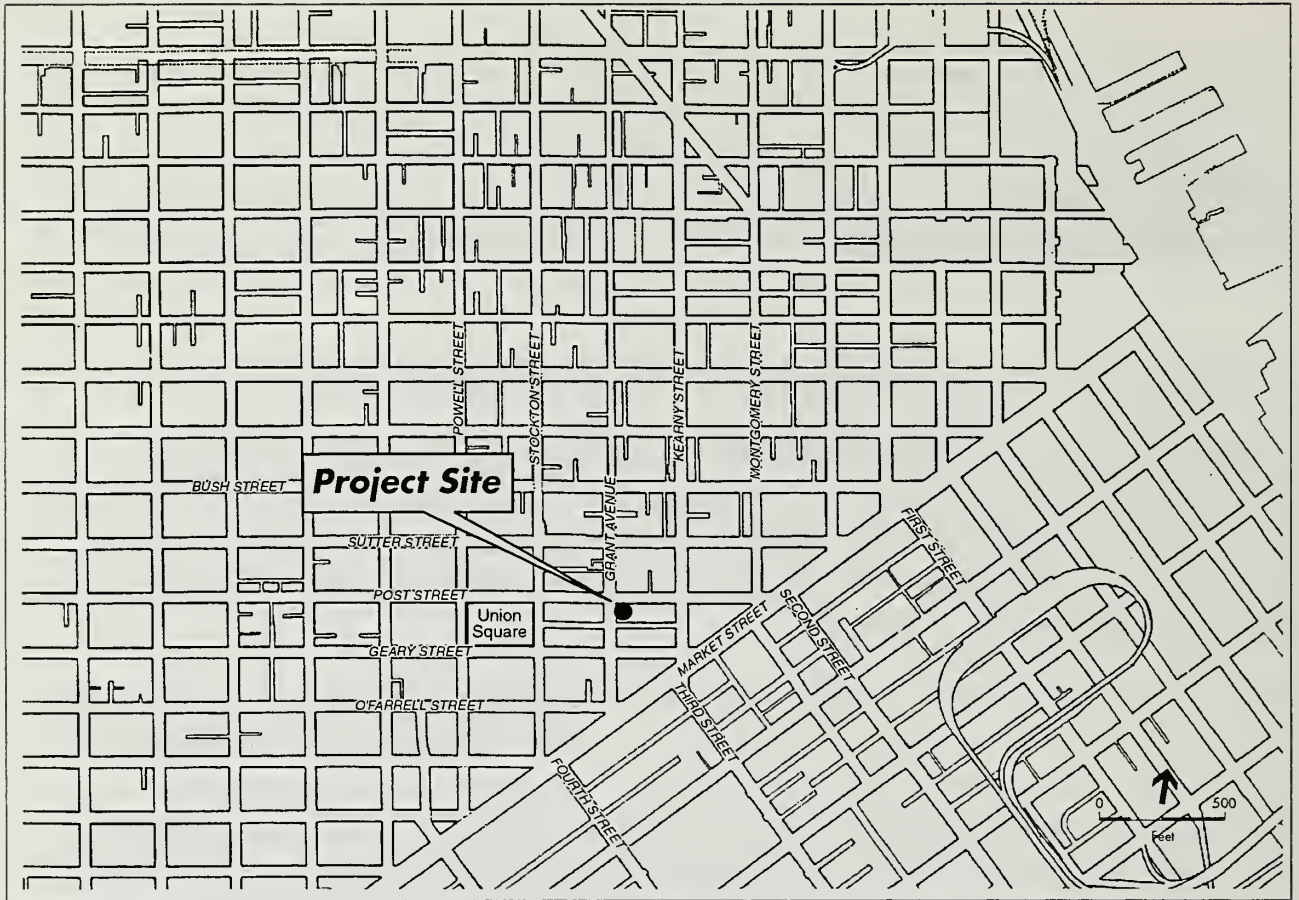 POWELL STREET
STOCKTON STREET
KEARNY STREET
MONTGOMERY STREET
BUSH STREET
Project Site
GRANT AVENUE
FIRST STREET
SUTTER STREET
POST STREET
Union
Square
SECOND STREET
MARKET STREET
GEARY STREET
THIRD STREET
O'FARRELL STREET
FOURTH STREET
0 500
Feet